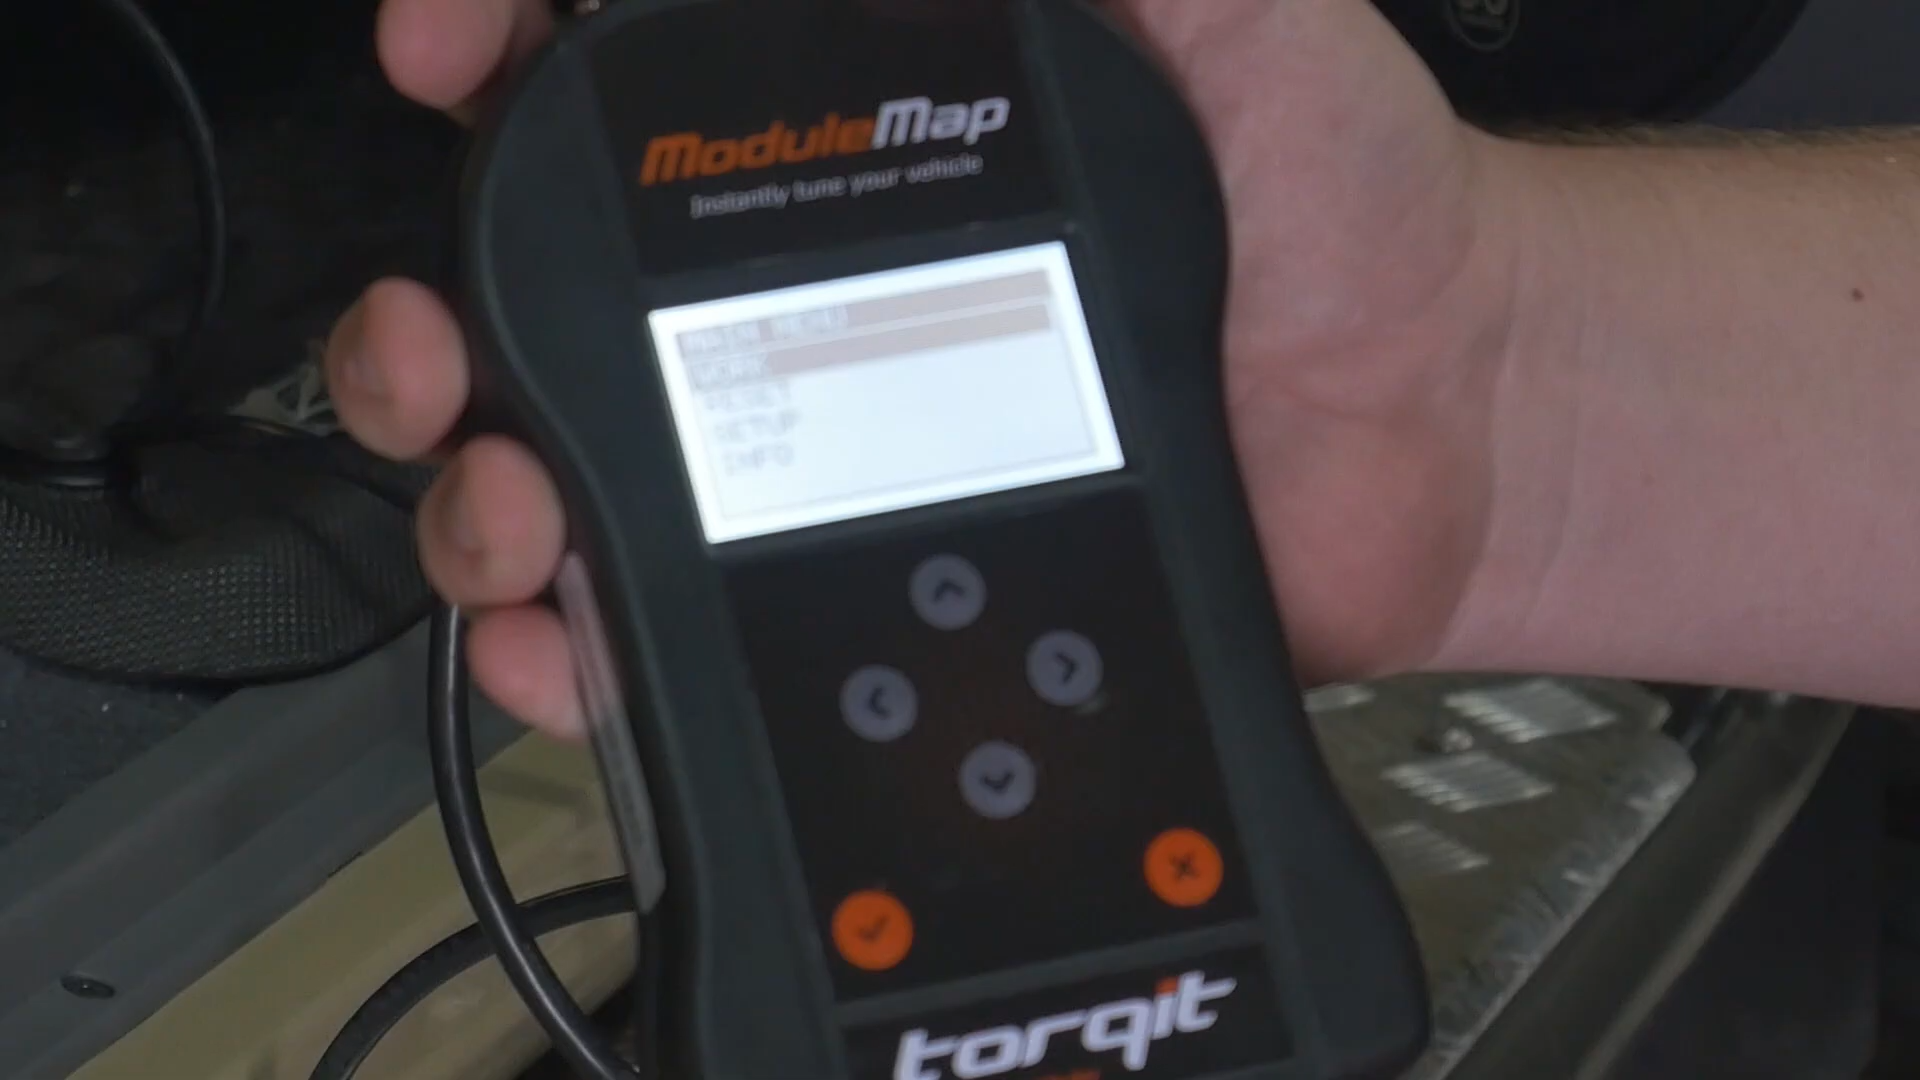 ModuleMap
Instantly tune your vehicle
MAIN MENU
WORK
RESET
SETUP
INFO
torqit